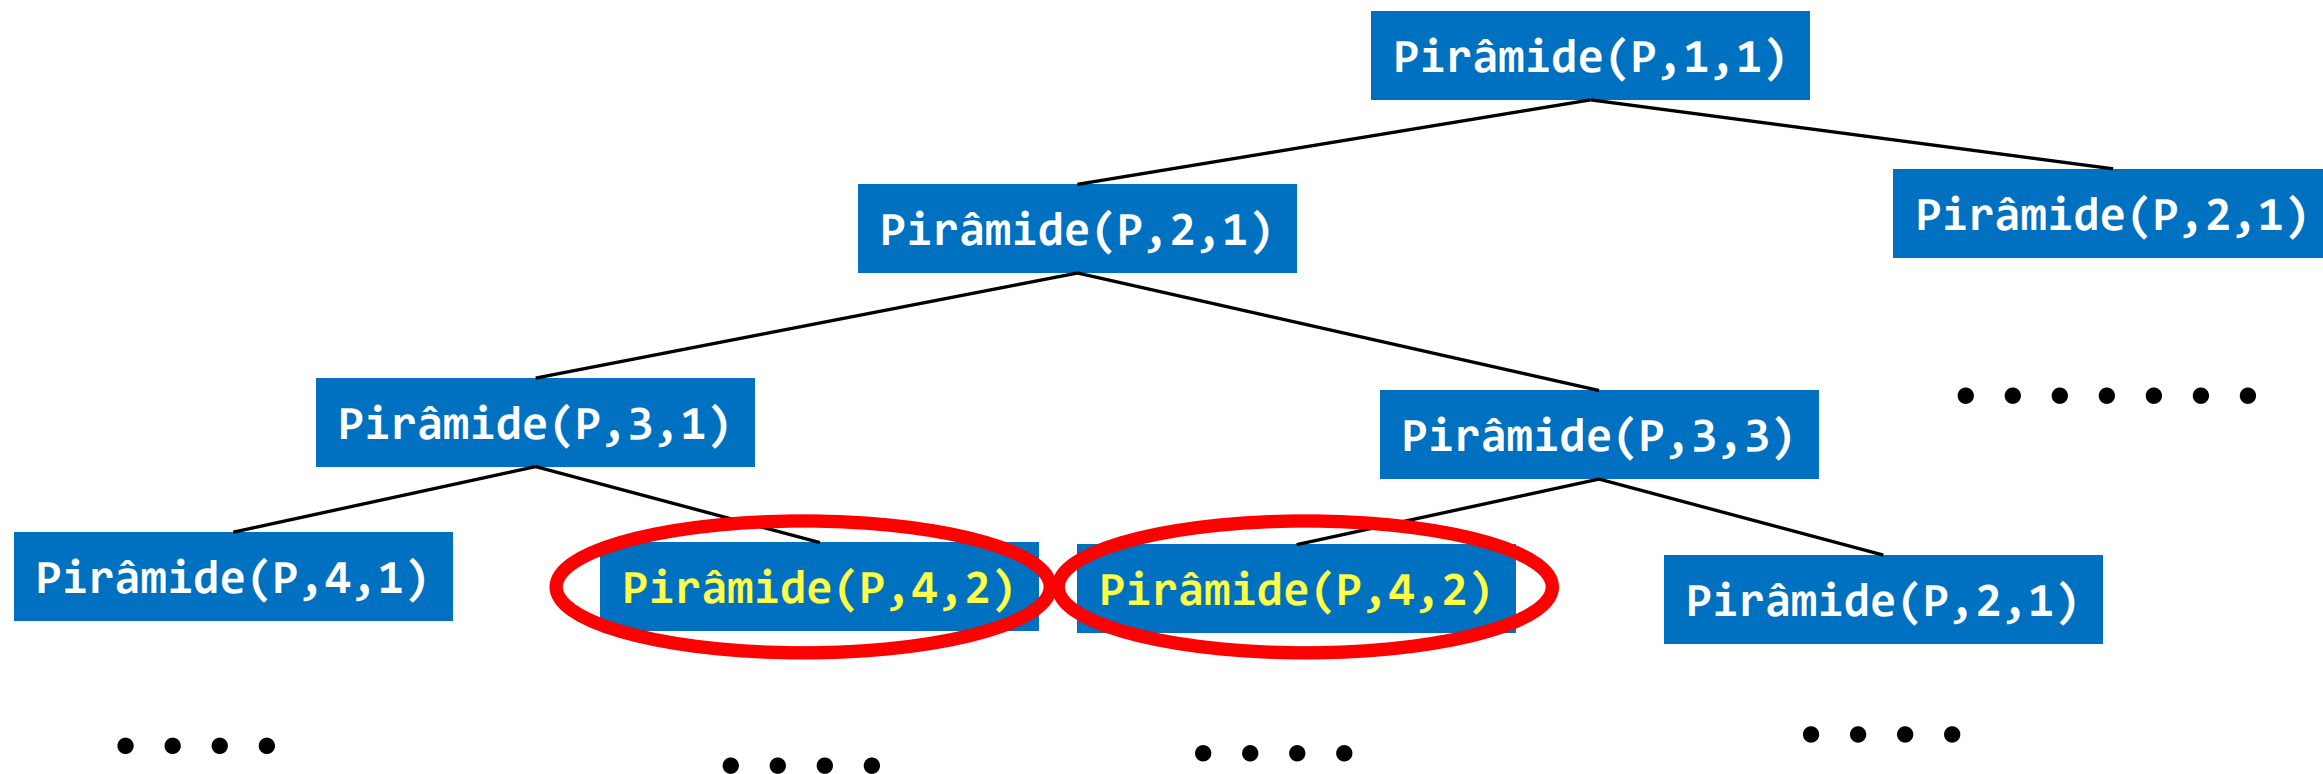 Pirâmide(P,1,1)
Pirâmide(P,2,1)
Pirâmide(P,2,1)
Pirâmide(P,3,1)
Pirâmide(P,3,3)
Pirâmide(P,4,1)
Pirâmide(P,4,2)
Pirâmide(P,4,2)
Pirâmide(P,2,1)